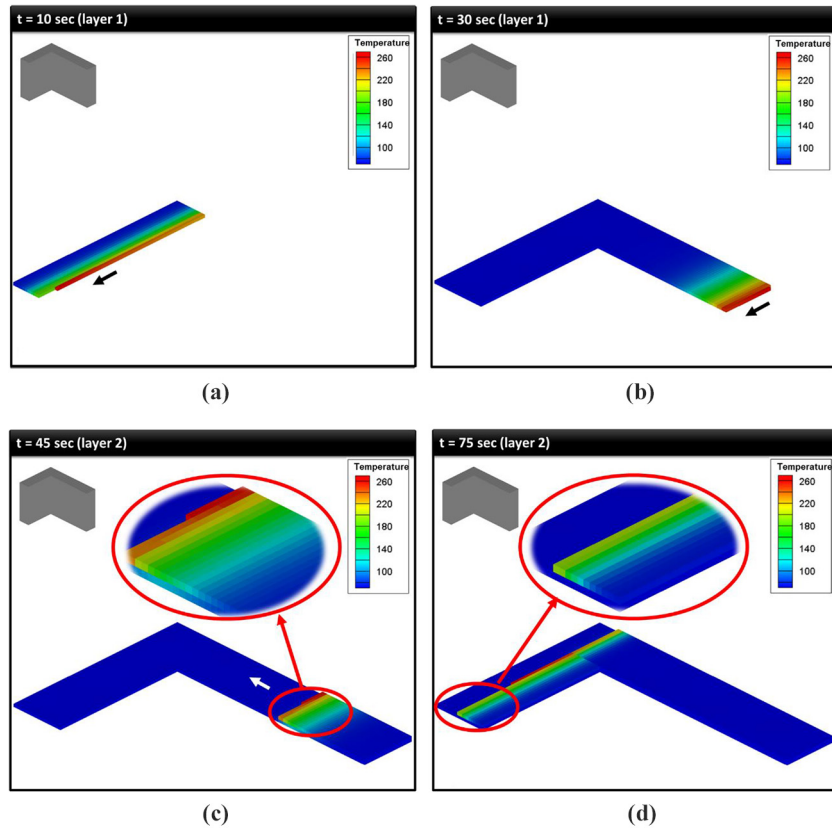 t = 10 sec (layer 1)
Temperature
260
220
180
140
100
(a)
t = 30 sec (layer 1)
Temperature
260
220
180
140
100
(b)
t = 45 sec (layer 2)
Temperature
260
220
180
140
100
(c)
t = 75 sec (layer 2)
Temperature
260
220
180
140
100
(d)